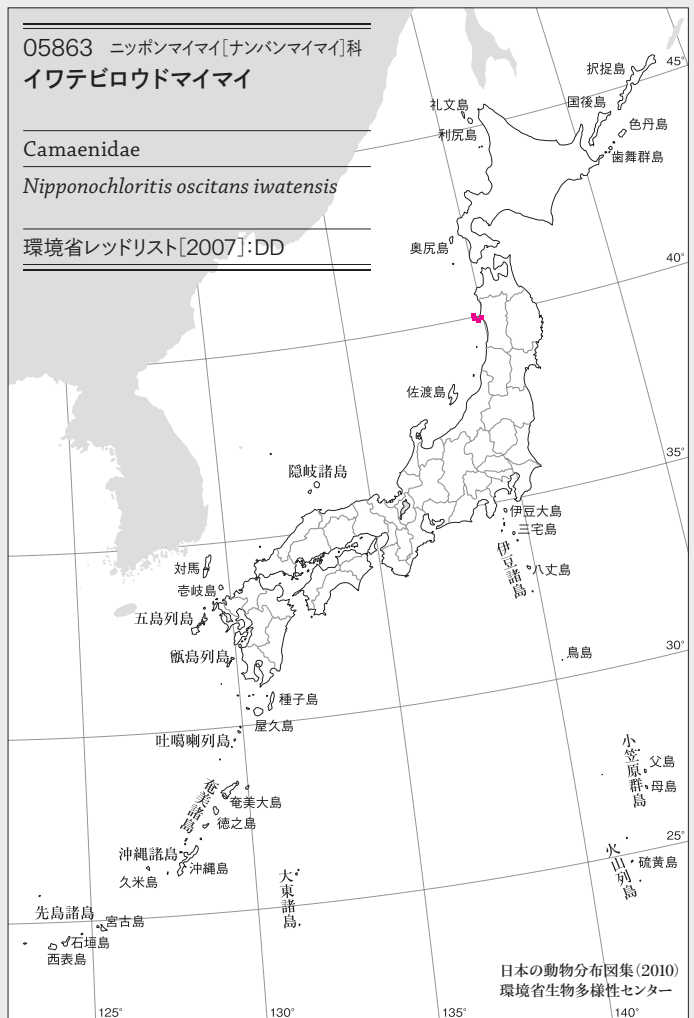 05863 ニッポンマイマイ[ナンバンマイマイ]科
イワテビロウドマイマイ
Camaenidae
Nipponochloritis oscitans iwatensis
環境省レッドリスト[2007]:DD
択捉島
45°
礼文島
国後島
色丹島
利尻島
歯舞群島
奥尻島
40°
佐渡島
35°
隠岐諸島
伊豆大島
三宅島
伊豆諸島
八丈島
対馬
壱岐島
五島列島
甑島列島
鳥島
30°
種子島
屋久島
吐噶喇列島
小笠原群島
父島
母島
奄美諸島
奄美大島
徳之島
25°
沖縄諸島
沖縄島
久米島
大東諸島
火山列島
硫黄島
先島諸島
宮古島
石垣島
西表島
日本の動物分布図集(2010)
環境省生物多様性センター
125°
130°
135°
140°